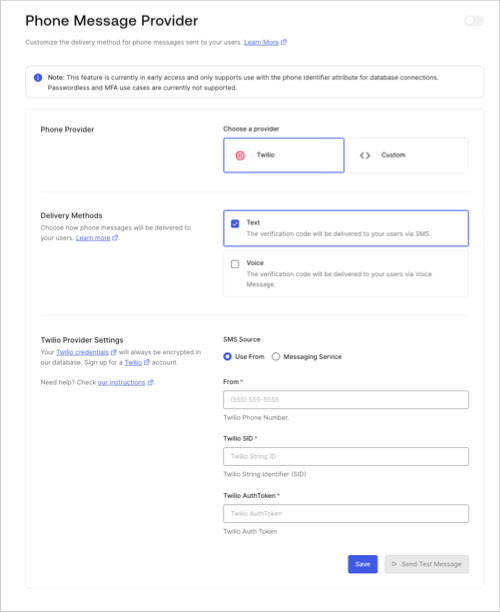 Phone Message Provider
Customize the delivery method for phone messages sent to your users. Learn More
Note: This feature is currently in early access and only supports use with the phone identifier attribute for database connections.
Passwordless and MFA use cases are currently not supported.
Phone Provider
Choose a provider
Twilio
Custom
Delivery Methods
Choose how phone messages will be delivered to
your users. Learn more.
Text
The verification code will be delivered to your users via SMS.
Voice
The verification code will be delivered to your users via Voice
Message.
Twilio Provider Settings
Your Twilio credentials will always be encrypted in
our database. Sign up for a Twilio account.
Need help? Check our instructions.
SMS Source
Use From
Messaging Service
From *
(555) 555-5555
Twilio Phone Number.
Twilio SID *
Twilio String ID
Twilio String Identifier (SID)
Twilio AuthToken *
Twilio AuthToken
Twilio Auth Token
Save
Send Test Message